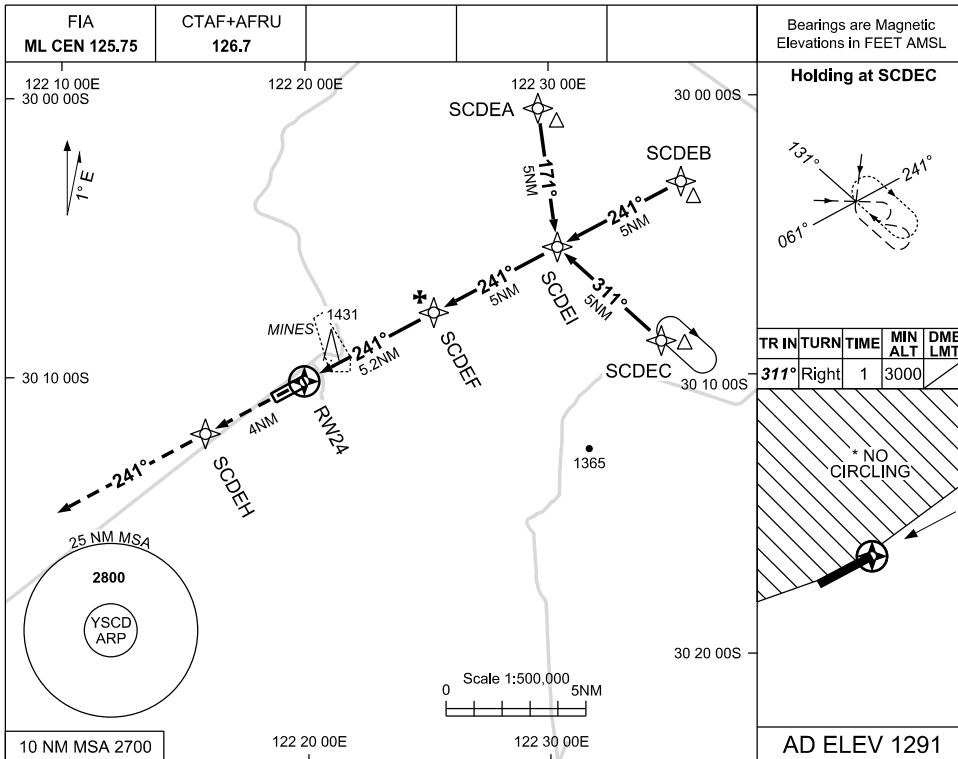 FIA
ML CEN 125.75
CTAF+AFRU
126.7
Bearings are Magnetic
Elevations in FEET AMSL
122 10 00E
122 20 00E
122 30 00E
30 00 00S
30 00 00S
1° E
SCDEA
171°
5NM
SCDEB
241°
5NM
SCDEI
241°
5NM
311°
5NM
SCDEC
SCDEF
241°
5.2NM
MINES
1431
30 10 00S
30 10 00S
RW24
4NM
SCDEH
241°
1365
25 NM MSA
2800
YSCD
ARP
30 20 00S
Scale 1:500,000
0
5NM
10 NM MSA 2700
122 20 00E
122 30 00E
Holding at SCDEC
131°
241°
061°
TR IN
TURN
TIME
MIN
ALT
DME
LMT
311°
Right
1
3000
* NO
CIRCLING
AD ELEV 1291